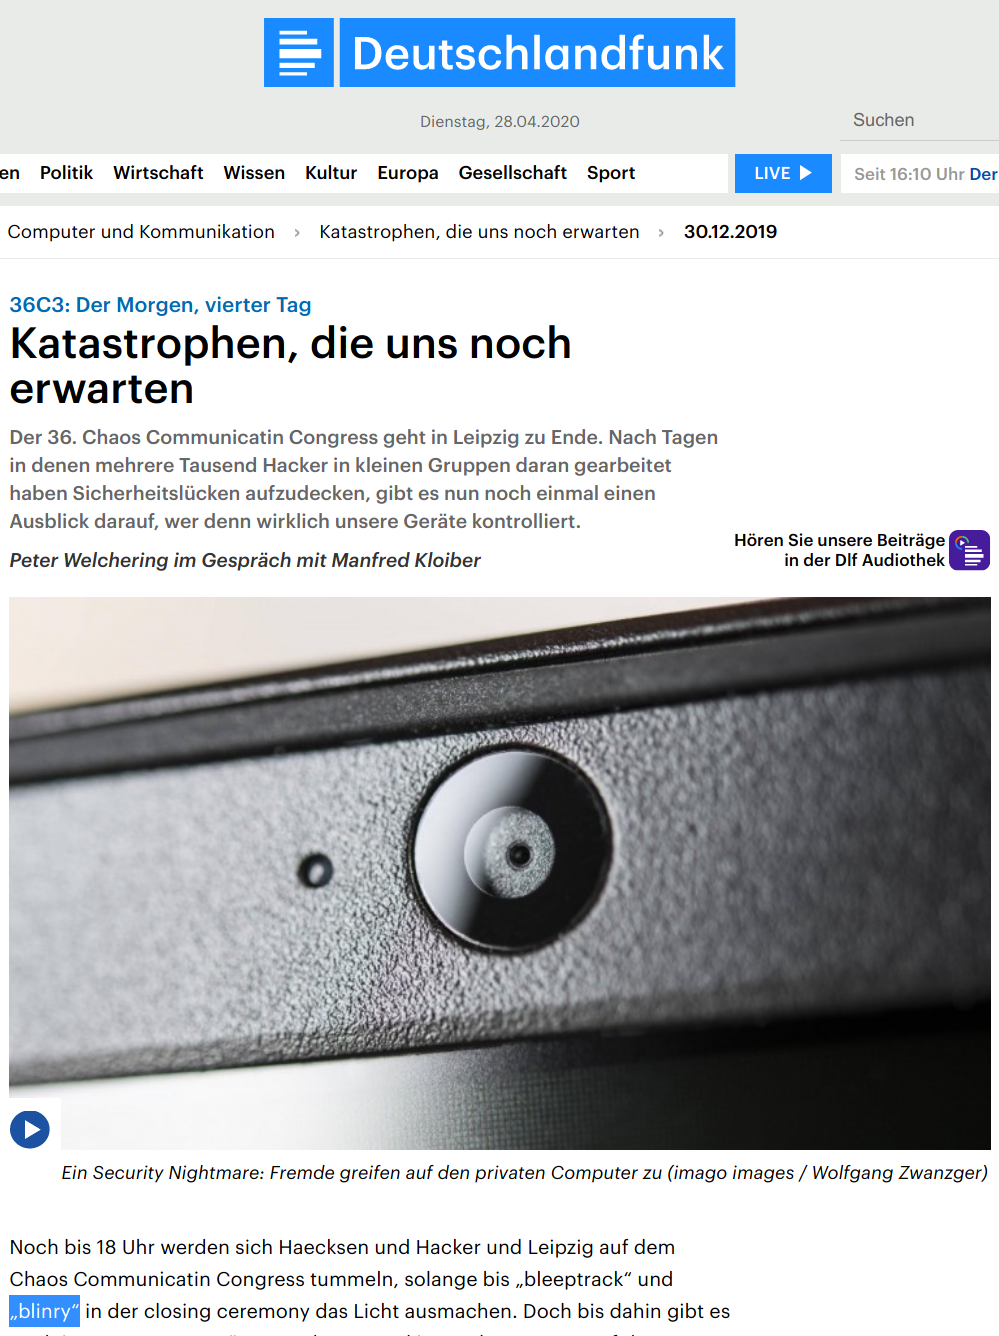 Deutschlandfunk
Dienstag, 28.04.2020
Suchen
en Politik Wirtschaft Wissen Kultur Europa Gesellschaft Sport LIVE Seit 16:10 Uhr Der
Computer und Kommunikation › Katastrophen, die uns noch erwarten › 30.12.2019
36C3: Der Morgen, vierter Tag
Katastrophen, die uns noch
erwarten
Der 36. Chaos Communicatin Congress geht in Leipzig zu Ende. Nach Tagen
in denen mehrere Tausend Hacker in kleinen Gruppen daran gearbeitet
haben Sicherheitslücken aufzudecken, gibt es nun noch einmal einen
Ausblick darauf, wer denn wirklich unsere Geräte kontrolliert.
Peter Welchering im Gespräch mit Manfred Kloiber
Hören Sie unsere Beiträge
in der Dlf Audiothek
Ein Security Nightmare: Fremde greifen auf den privaten Computer zu (imago images / Wolfgang Zwanzger)
Noch bis 18 Uhr werden sich Haecksen und Hacker und Leipzig auf dem
Chaos Communicatin Congress tummeln, solange bis „bleeptrack“ und
„blinry“ in der closing ceremony das Licht ausmachen. Doch bis dahin gibt es